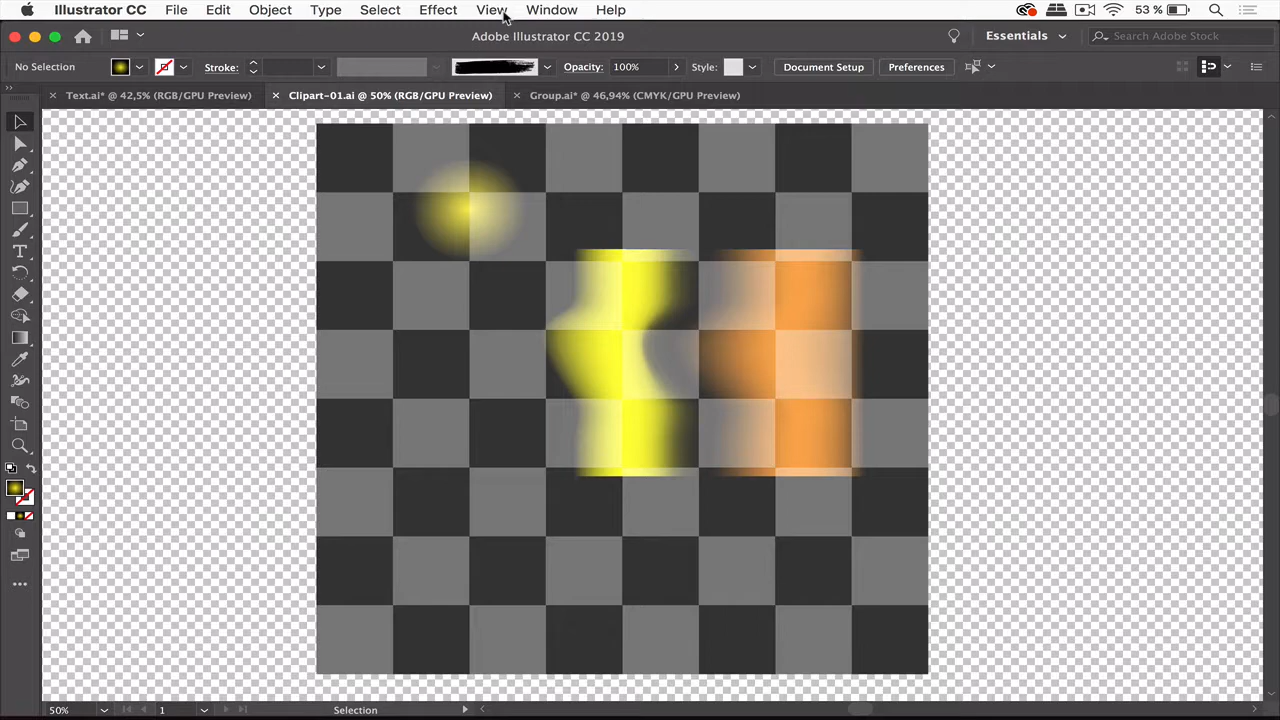 Illustrator CC File Edit Object Type Select Effect View Window Help 53 %
Adobe Illustrator CC 2019 Essentials Search Adobe Stock
No Selection Stroke: Opacity: 100% Style: Document Setup Preferences
Text.ai* @ 42,5% (RGB/GPU Preview) Clipart-01.ai @ 50% (RGB/GPU Preview) Group.ai* @ 46,94% (CMYK/GPU Preview)
50% 1 Selection